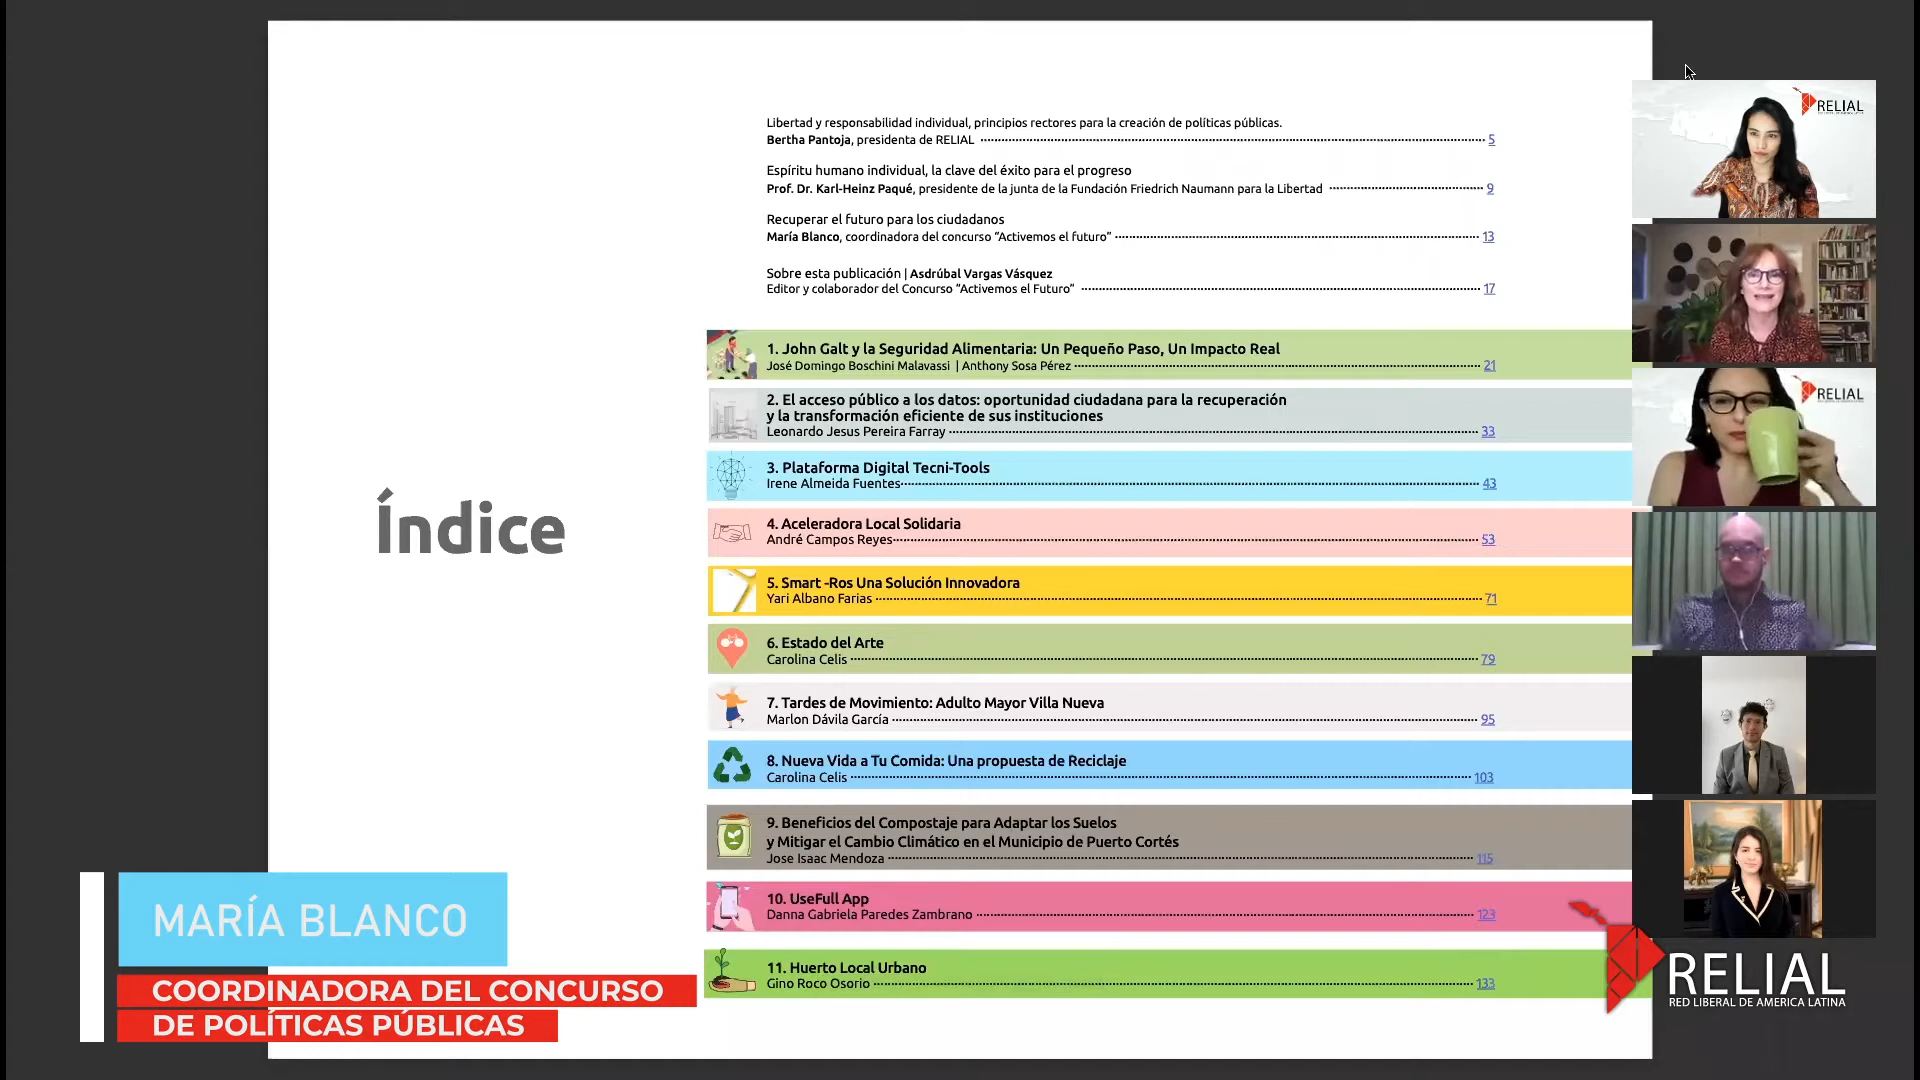 Índice
Libertad y responsabilidad individual, principios rectores para la creación de políticas públicas.
Bertha Pantoja, presidenta de RELIAL 5
Espíritu humano individual, la clave del éxito para el progreso
Prof. Dr. Karl-Heinz Paqué, presidente de la junta de la Fundación Friedrich Naumann para la Libertad 9
Recuperar el futuro para los ciudadanos
María Blanco, coordinadora del concurso “Activemos el futuro” 13
Sobre esta publicación | Asdrúbal Vargas Vásquez
Editor y colaborador del Concurso “Activemos el Futuro” 17
1. John Galt y la Seguridad Alimentaria: Un Pequeño Paso, Un Impacto Real
José Domingo Boschini Malavassi | Anthony Sosa Pérez 21
2. El acceso público a los datos: oportunidad ciudadana para la recuperación
y la transformación eficiente de sus instituciones
Leonardo Jesus Pereira Farray 33
3. Plataforma Digital Tecni-Tools
Irene Almeida Fuentes 43
4. Aceleradora Local Solidaria
André Campos Reyes 53
5. Smart -Ros Una Solución Innovadora
Yari Albano Farias 71
6. Estado del Arte
Carolina Celis 79
7. Tardes de Movimiento: Adulto Mayor Villa Nueva
Marlon Dávila García 95
8. Nueva Vida a Tu Comida: Una propuesta de Reciclaje
Carolina Celis 103
9. Beneficios del Compostaje para Adaptar los Suelos
y Mitigar el Cambio Climático en el Municipio de Puerto Cortés
Jose Isaac Mendoza 115
10. UseFull App
Danna Gabriela Paredes Zambrano 123
11. Huerto Local Urbano
Gino Roco Osorio 133
MARÍA BLANCO
COORDINADORA DEL CONCURSO
DE POLÍTICAS PÚBLICAS
RELIAL
RELIAL
RELIAL
RED LIBERAL DE AMERICA LATINA